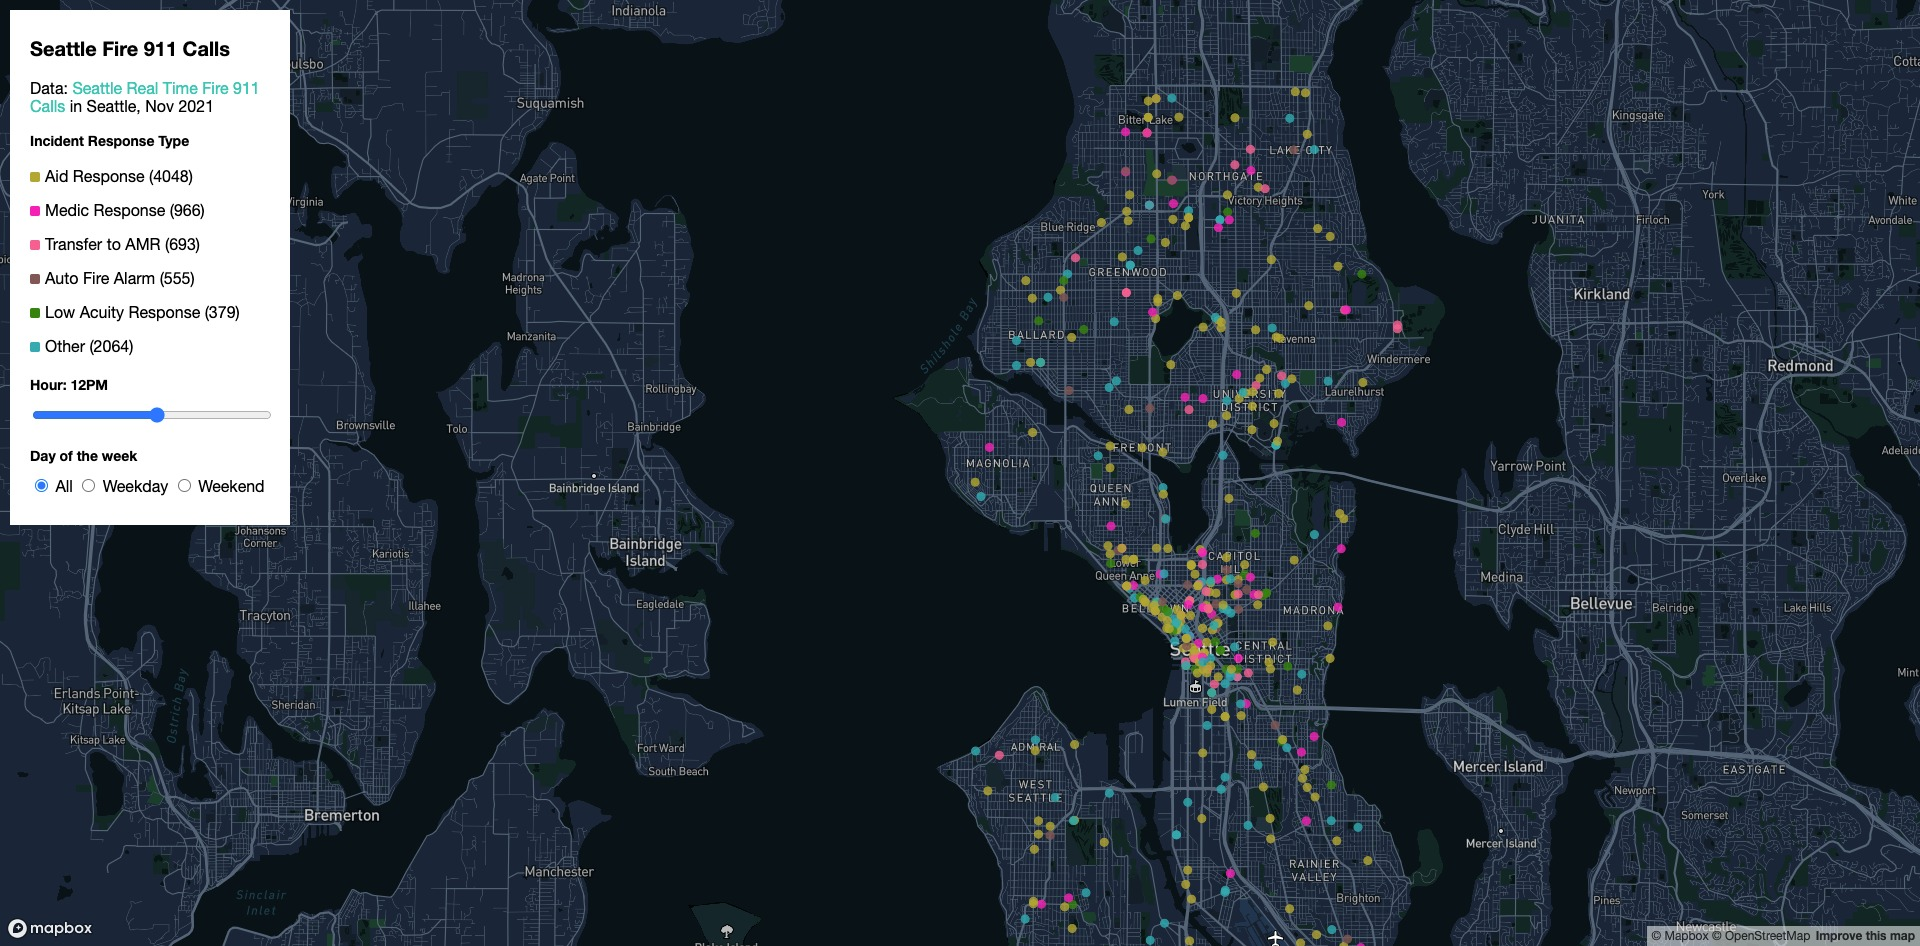 Seattle Fire 911 Calls
Data: Seattle Real Time Fire 911
Calls in Seattle, Nov 2021
Incident Response Type
Aid Response (4048)
Medic Response (966)
Transfer to AMR (693)
Auto Fire Alarm (555)
Low Acuity Response (379)
Other (2064)
Hour: 12PM
Day of the week
All
Weekday
Weekend
Indianola
Suquamish
Agate Point
Madrona
Heights
Manzanita
Rollingbay
Brownsville
Tolo
Bainbridge
Bainbridge Island
Johansons
Corner
Kariotis
Bainbridge
Island
Tracyton
Illahee
Eagledale
Erlands Point-
Kitsap Lake
Ostrich Bay
Sheridan
Kitsap Lake
Fort Ward
South Beach
Bremerton
Manchester
Sinclair
Inlet
mapbox
Bitter Lake
LAKE CITY
NORTHGATE
Victory Heights
Blue Ridge
GREENWOOD
Shilshole Bay
BALLARD
Ravenna
Windermere
UNIVERSITY
DISTRICT
Laurelhurst
FREMONT
MAGNOLIA
QUEEN
ANNE
CAPITOL
HILL
Lower
Queen Anne
BELLTOWN
MADRONA
Seattle
CENTRAL
DISTRICT
Lumen Field
ADMIRAL
WEST
SEATTLE
RAINIER
VALLEY
Brighton
Kingsgate
York
White
Avondale
JUANITA
Firloch
Kirkland
Redmond
Yarrow Point
Overlake
Clyde Hill
Medina
Bellevue
Belridge
Lake Hills
Mercer Island
EASTGATE
Newport
Somerset
Mercer Island
Pines
Newcastle
© Mapbox © OpenStreetMap Improve this map